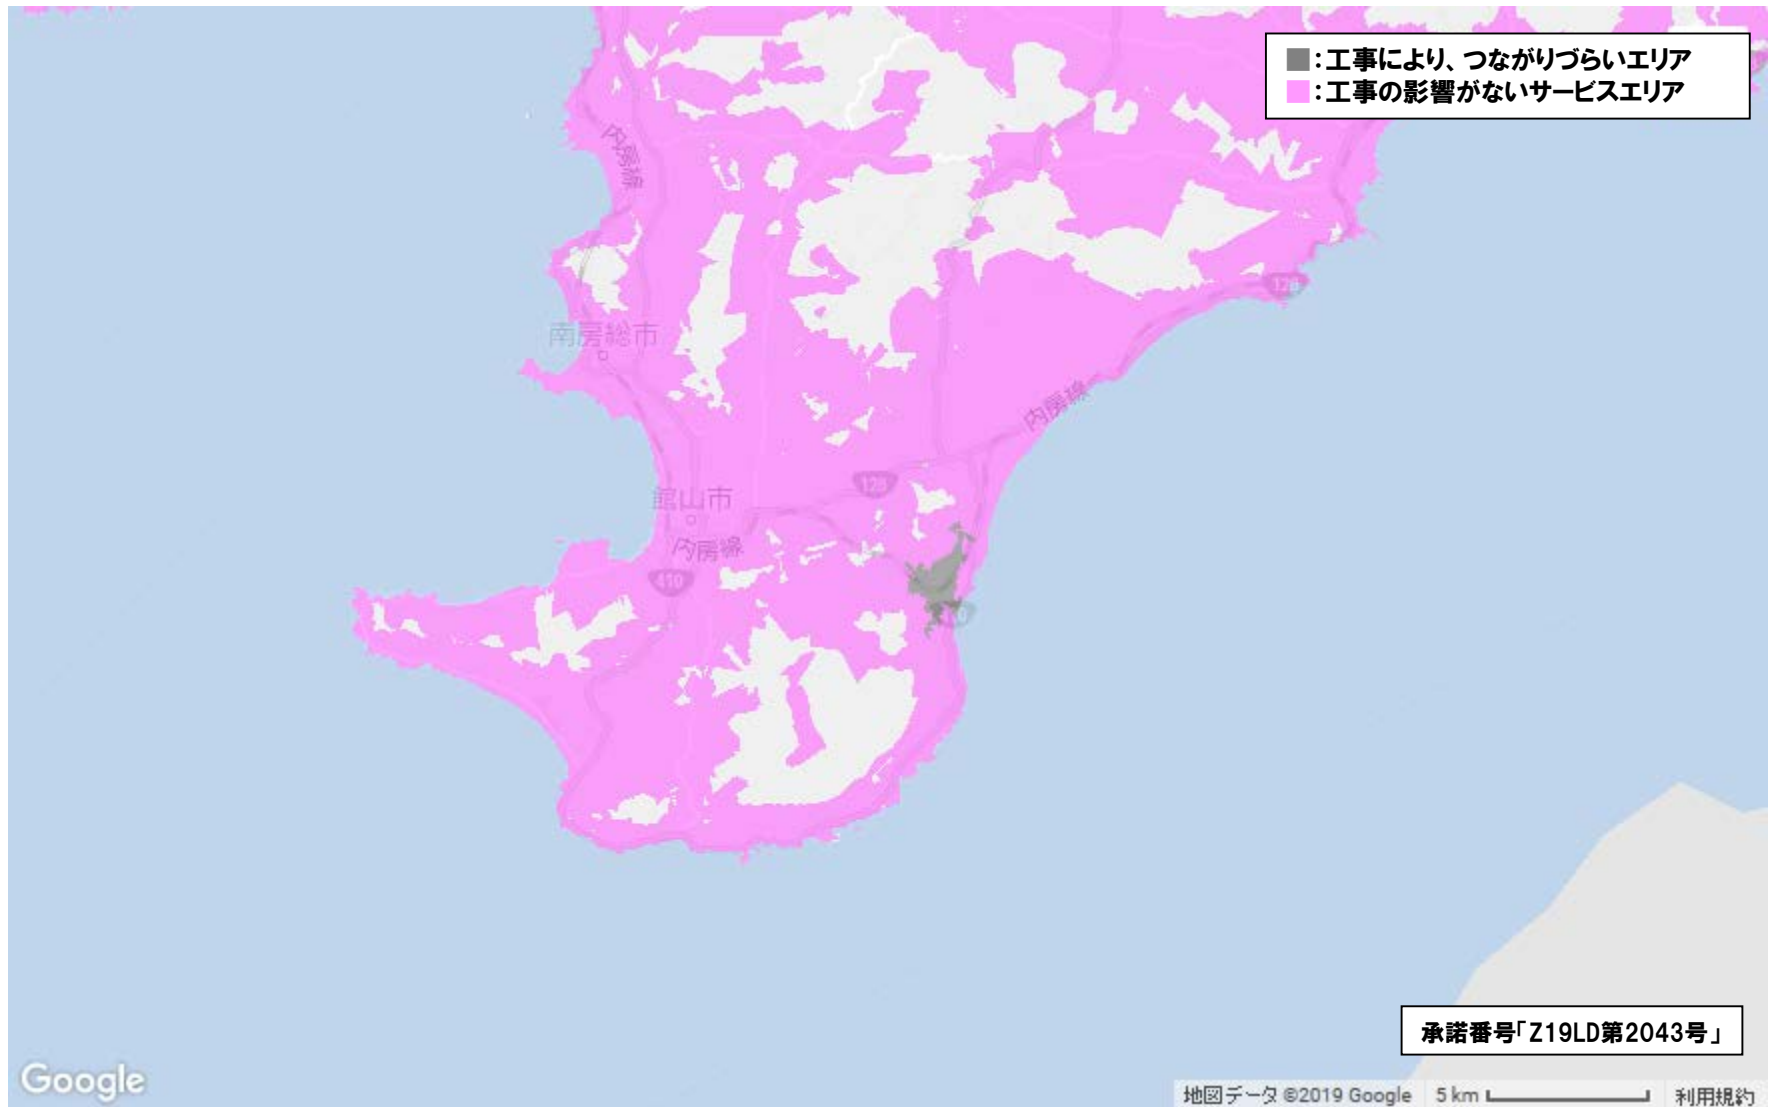 ■：工事により、つながりづらいエリア
■：工事の影響がないサービスエリア
内房線
128
南房総市
内房線
128
館山市
内房線
410
承諾番号「Z19LD第2043号」
Google
地図データ ©2019 Google 5 km 利用規約